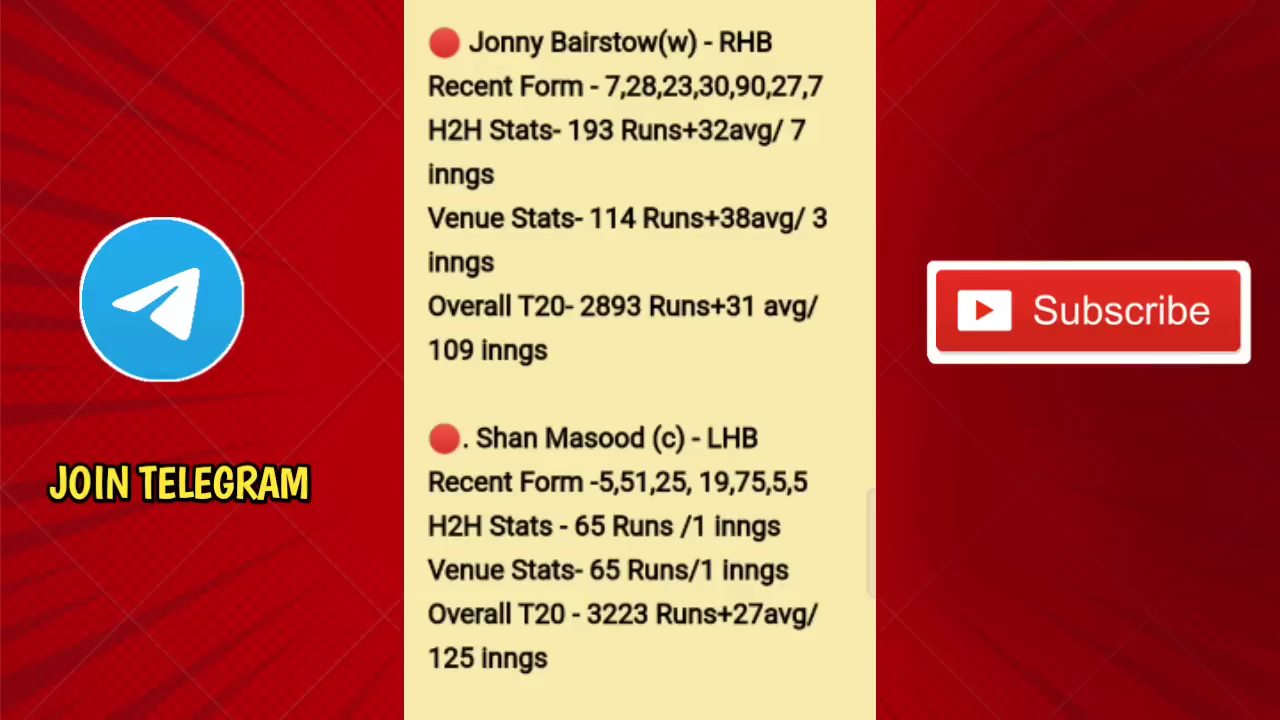 🔴 Jonny Bairstow(w) - RHB
Recent Form - 7,28,23,30,90,27,7
H2H Stats- 193 Runs+32avg/ 7
inngs
Venue Stats- 114 Runs+38avg/ 3
inngs
Overall T20- 2893 Runs+31 avg/
109 inngs
🔴. Shan Masood (c) - LHB
Recent Form -5,51,25, 19,75,5,5
H2H Stats - 65 Runs /1 inngs
Venue Stats- 65 Runs/1 inngs
Overall T20 - 3223 Runs+27avg/
125 inngs
JOIN TELEGRAM
Subscribe